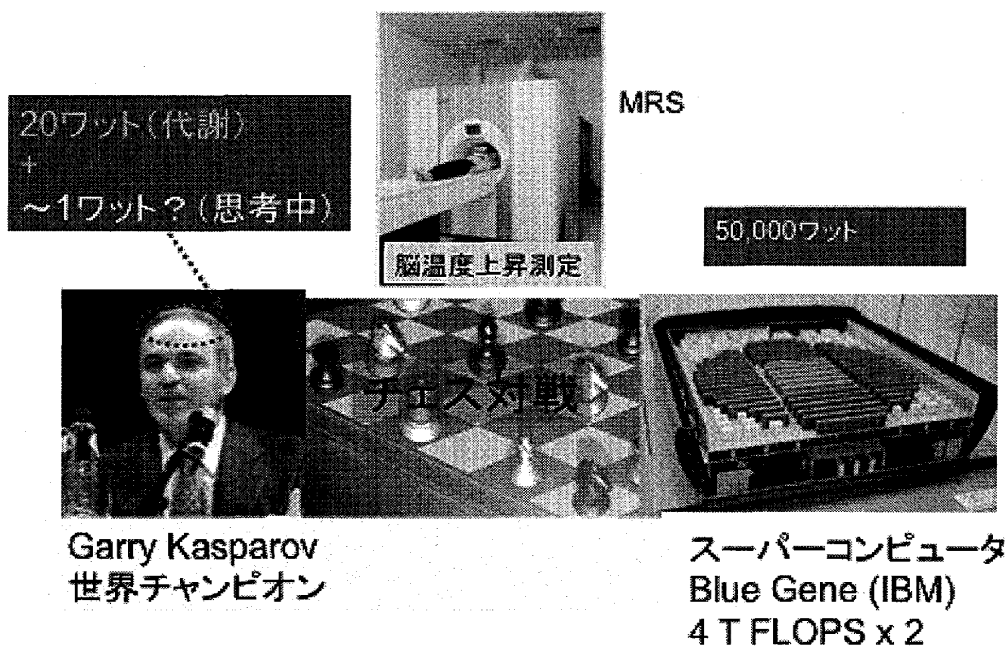 MRS
20ワット(代謝)
+
～1ワット？(思考中)
50,000ワット
脳温度上昇測定
チェス対戦
Garry Kasparov
世界チャンピオン
スーパーコンピュータ
Blue Gene (IBM)
4 T FLOPS x 2